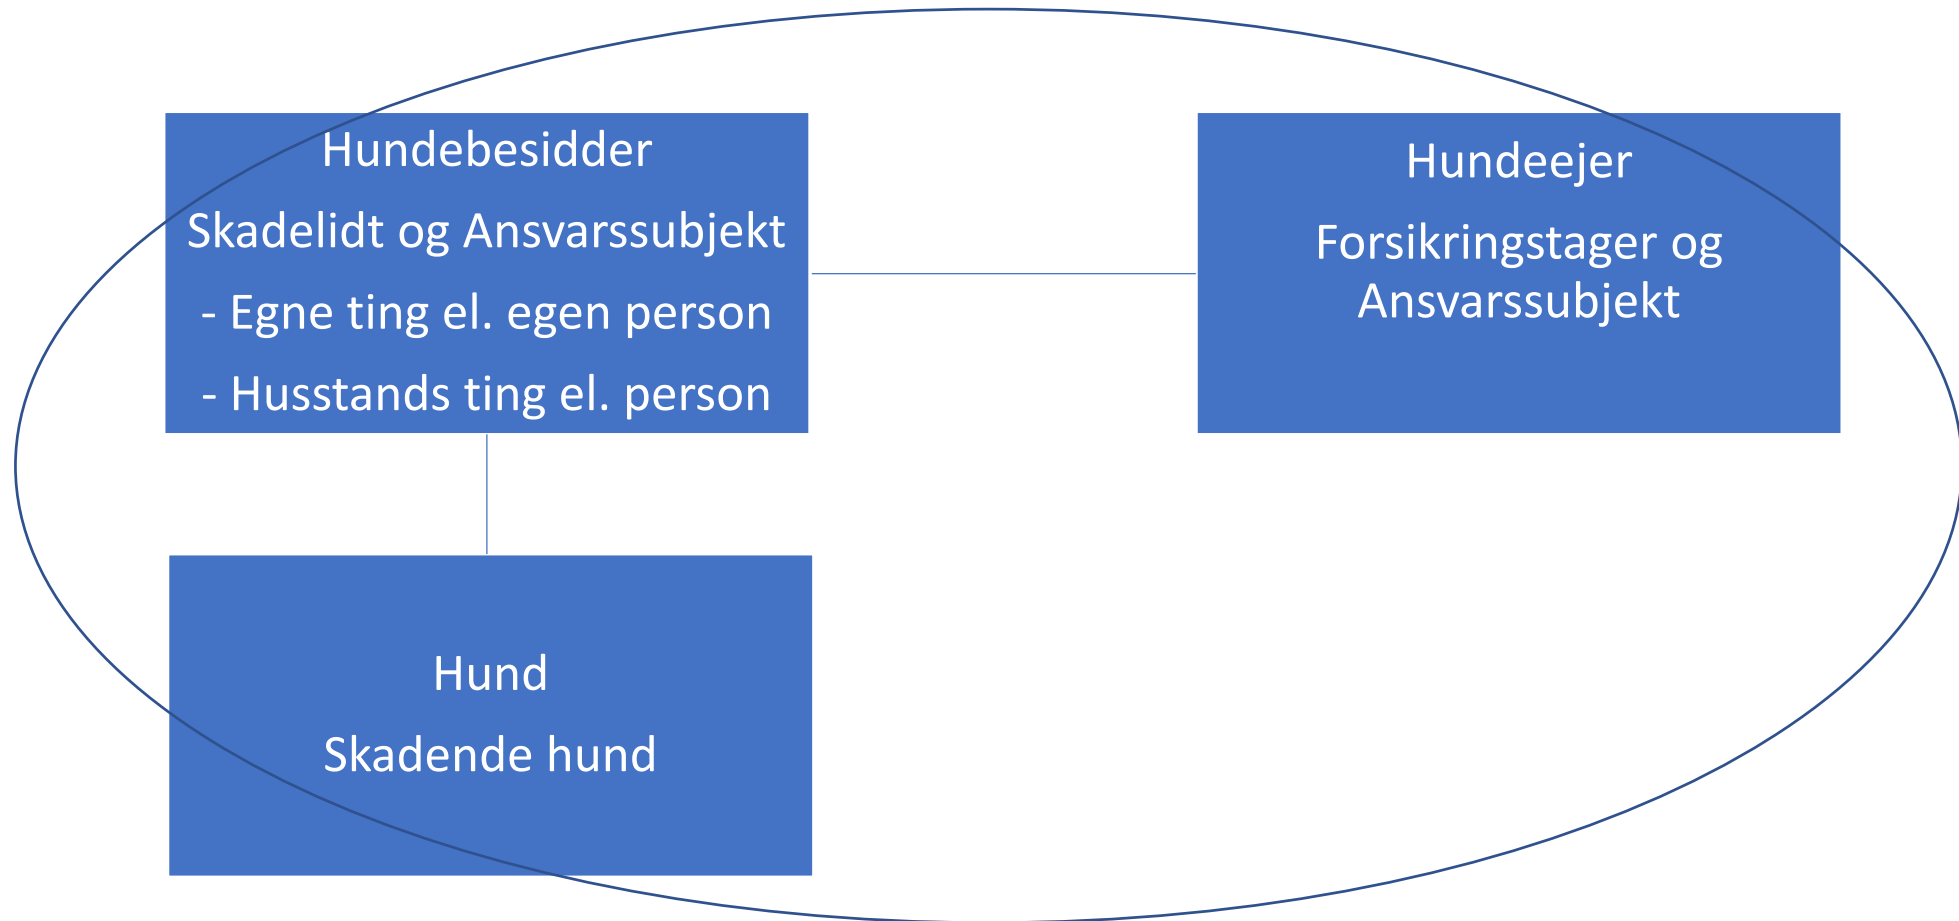 Hundebesidder
Skadelidt og Ansvarssubjekt
- Egne ting el. egen person
- Husstands ting el. person
Hundeejer
Forsikringstager og
Ansvarssubjekt
Hund
Skadende hund